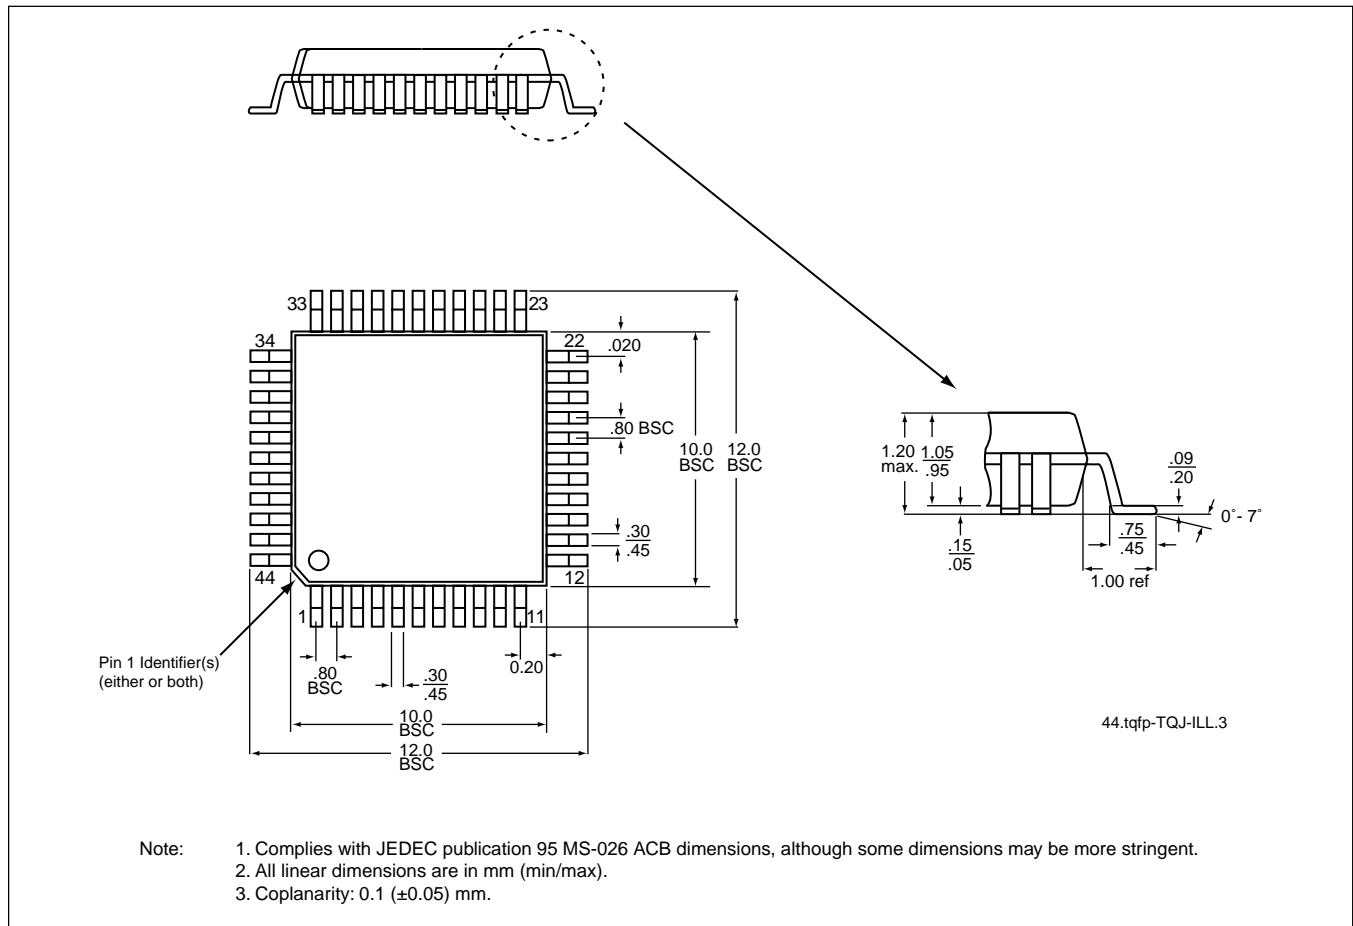 33
23
34
22
.020
.80 BSC
10.0
BSC
12.0
BSC
1.20
max.
1.05
.95
.09
.20
0˚- 7˚
.15
.05
.75
.45
1.00 ref
.30
.45
44
12
1
11
Pin 1 Identifier(s)
(either or both)
.80
BSC
.30
.45
0.20
10.0
BSC
12.0
BSC
44.tqfp-TQJ-ILL.3
Note:
1. Complies with JEDEC publication 95 MS-026 ACB dimensions, although some dimensions may be more stringent.
2. All linear dimensions are in mm (min/max).
3. Coplanarity: 0.1 (±0.05) mm.